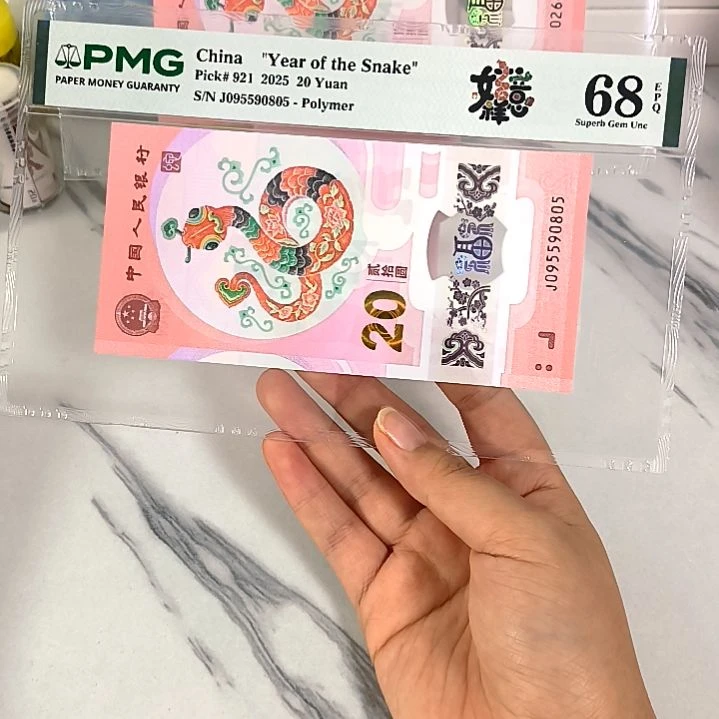 026
PMG
PAPER MONEY GUARANTY
China "Year of the Snake"
Pick# 921 2025 20 Yuan
S/N J095590805 - Polymer
68
EPQ
Superb Gem Unc
中国人民银行
贰拾圆
20
J095590805